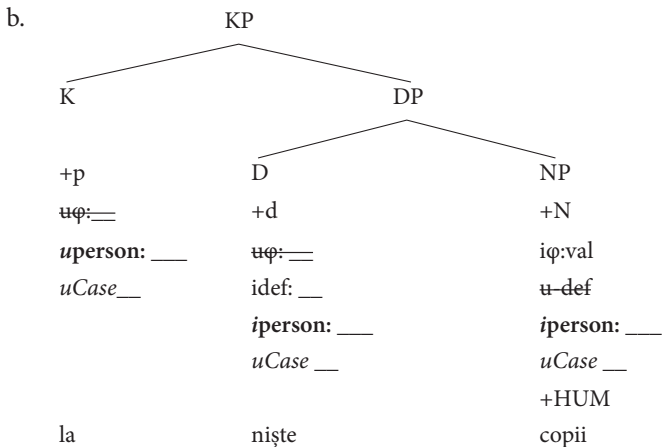 b.
KP
K DP
+p D NP
uφ:__ +d +N
uperson: ___ uφ: __ iφ:val
uCase__ idef: __ u-def
iperson: ___ iperson: ___
uCase __ uCase __
+HUM
la niște copii